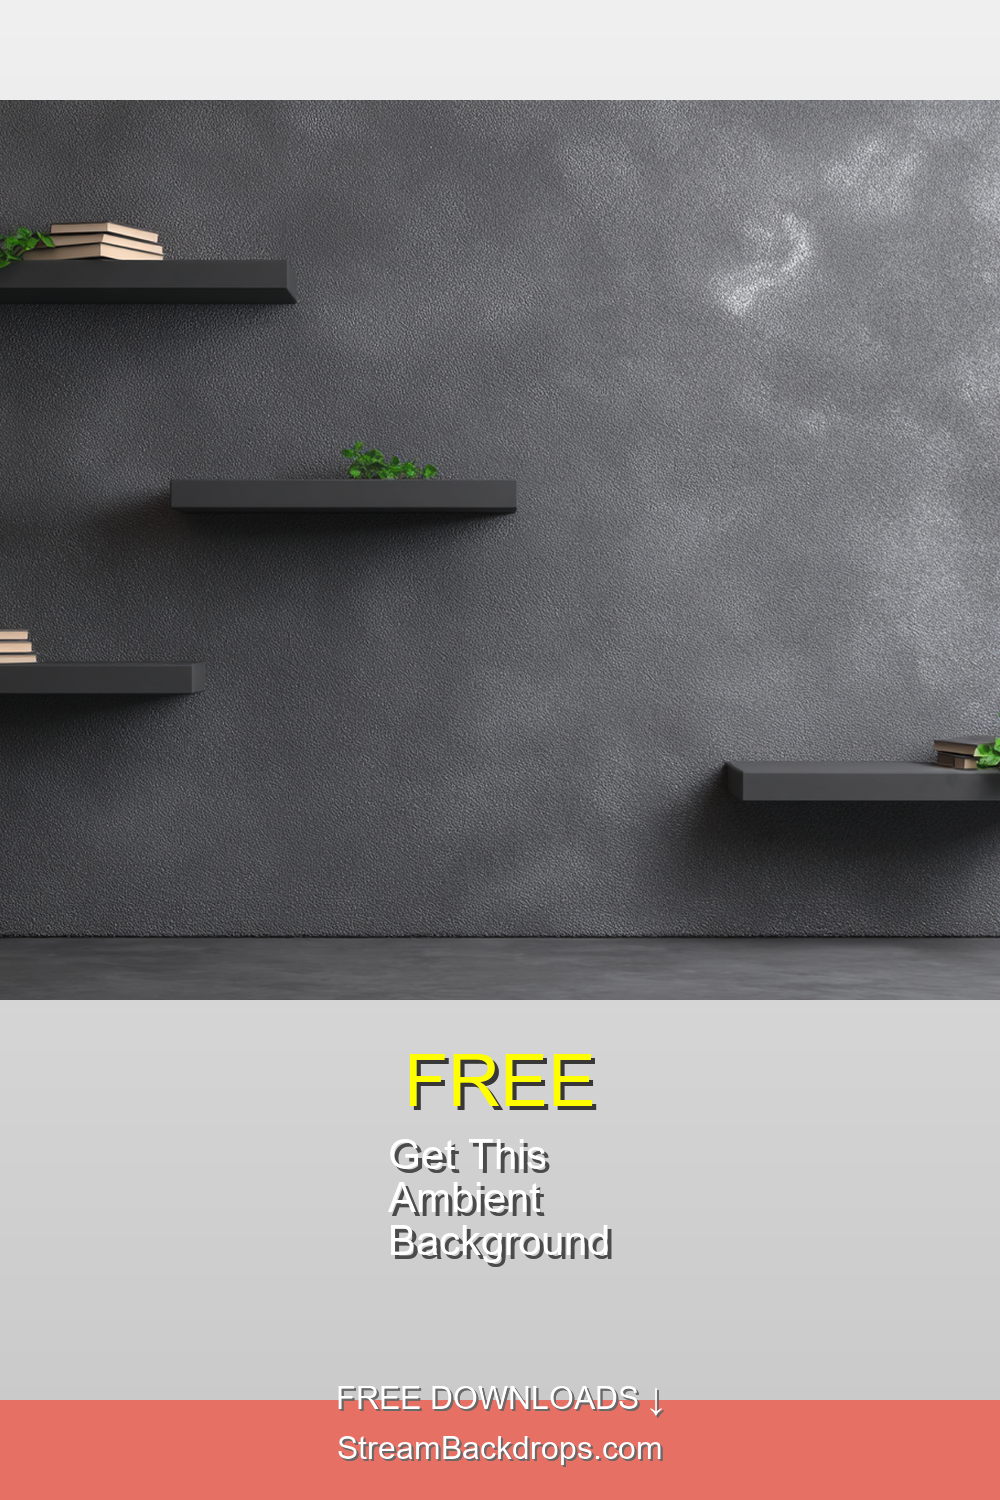 FREE
Get This
Ambient
Background
FREE DOWNLOADS ↓
StreamBackdrops.com